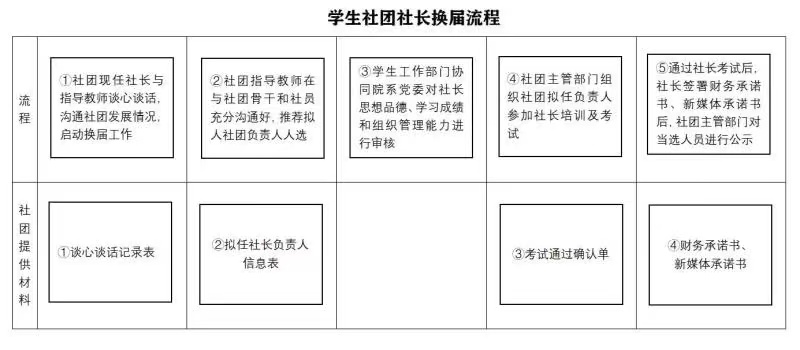 学生社团社长换届流程
流程
①社团现任社长与
指导教师谈心谈话，
沟通社团发展情况，
启动换届工作
②社团指导教师在
与社团骨干和社员
充分沟通好，推荐拟
人社团负责人人选
③学生工作部门协
同院系党委对社长
思想品德、学习成绩
和组织管理能力进
行审核
④社团主管部门组
织社团拟任负责人
参加社长培训及考
试
⑤通过社长考试后，
社长签署财务承诺
书、新媒体承诺书
后，社团主管部门对
当选人员进行公示
社团提供材料
①谈心谈话记录表
②拟任社长负责人
信息表
③考试通过确认单
④财务承诺书、
新媒体承诺书